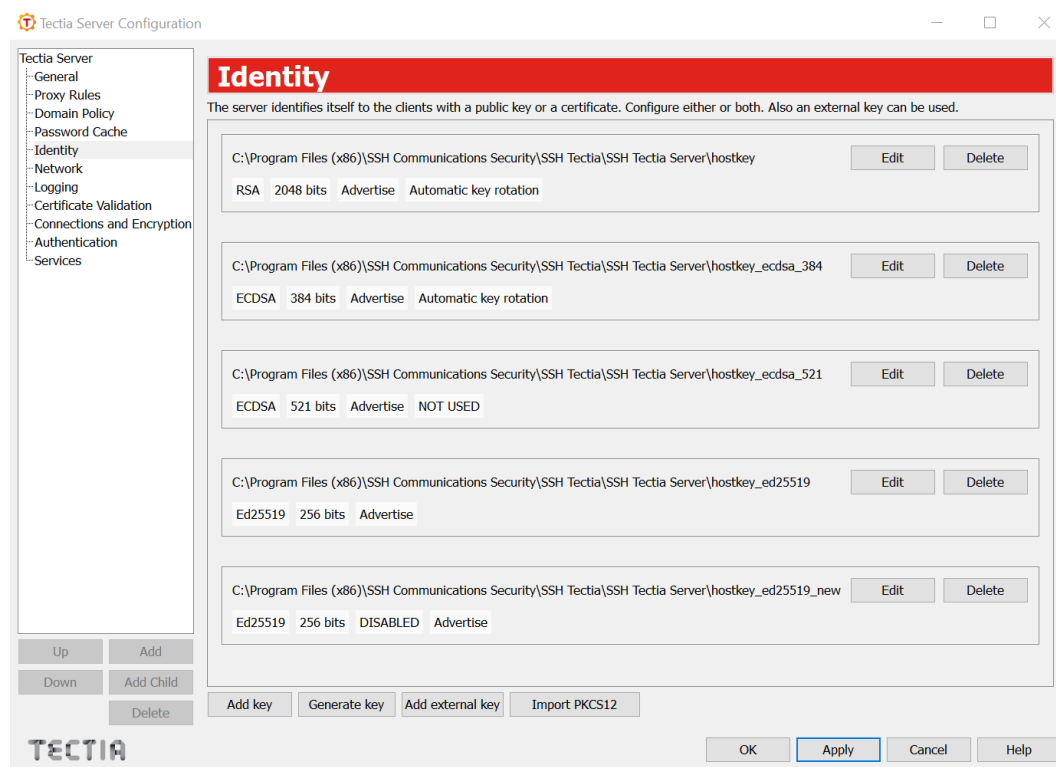 Tectia Server Configuration
Tectia Server
General
Proxy Rules
Domain Policy
Password Cache
Identity
Network
Logging
Certificate Validation
Connections and Encryption
Authentication
Services
Up
Add
Down
Add Child
Delete
TECTIA
Identity
The server identifies itself to the clients with a public key or a certificate. Configure either or both. Also an external key can be used.
C:\Program Files (x86)\SSH Communications Security\SSH Tectia\SSH Tectia Server\hostkey
Edit
Delete
RSA 2048 bits Advertise Automatic key rotation
C:\Program Files (x86)\SSH Communications Security\SSH Tectia\SSH Tectia Server\hostkey_ecdsa_384
Edit
Delete
ECDSA 384 bits Advertise Automatic key rotation
C:\Program Files (x86)\SSH Communications Security\SSH Tectia\SSH Tectia Server\hostkey_ecdsa_521
Edit
Delete
ECDSA 521 bits Advertise NOT USED
C:\Program Files (x86)\SSH Communications Security\SSH Tectia\SSH Tectia Server\hostkey_ed25519
Edit
Delete
Ed25519 256 bits Advertise
C:\Program Files (x86)\SSH Communications Security\SSH Tectia\SSH Tectia Server\hostkey_ed25519_new
Edit
Delete
Ed25519 256 bits DISABLED Advertise
Add key
Generate key
Add external key
Import PKCS12
OK
Apply
Cancel
Help